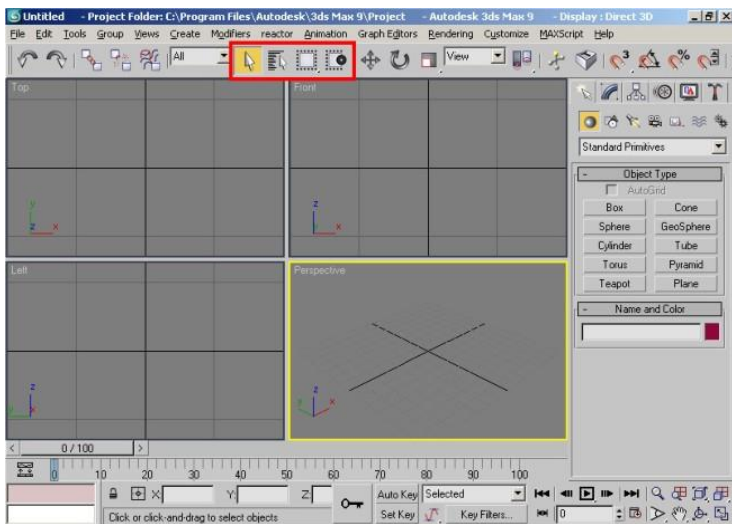 Untitled - Project Folder: C:\Program Files\Autodesk\3ds Max 9\Project - Autodesk 3ds Max 9 - Display : Direct 3D
File Edit Tools Group Views Create Modifiers reactor Animation Graph Editors Rendering Customize MAXScript Help
All View 3
Top Front
Standard Primitives
- Object Type
AutoGrid
Box Cone
Sphere GeoSphere
Cylinder Tube
Torus Pyramid
Teapot Plane
- Name and Color
y
z x
z
x
Left Perspective
z
y
z
y x
< 0 / 100 >
0 10 20 30 40 50 60 70 80 90 100
X: Y: Z: Auto Key Selected
Click or click-and-drag to select objects Set Key Key Filters... 0